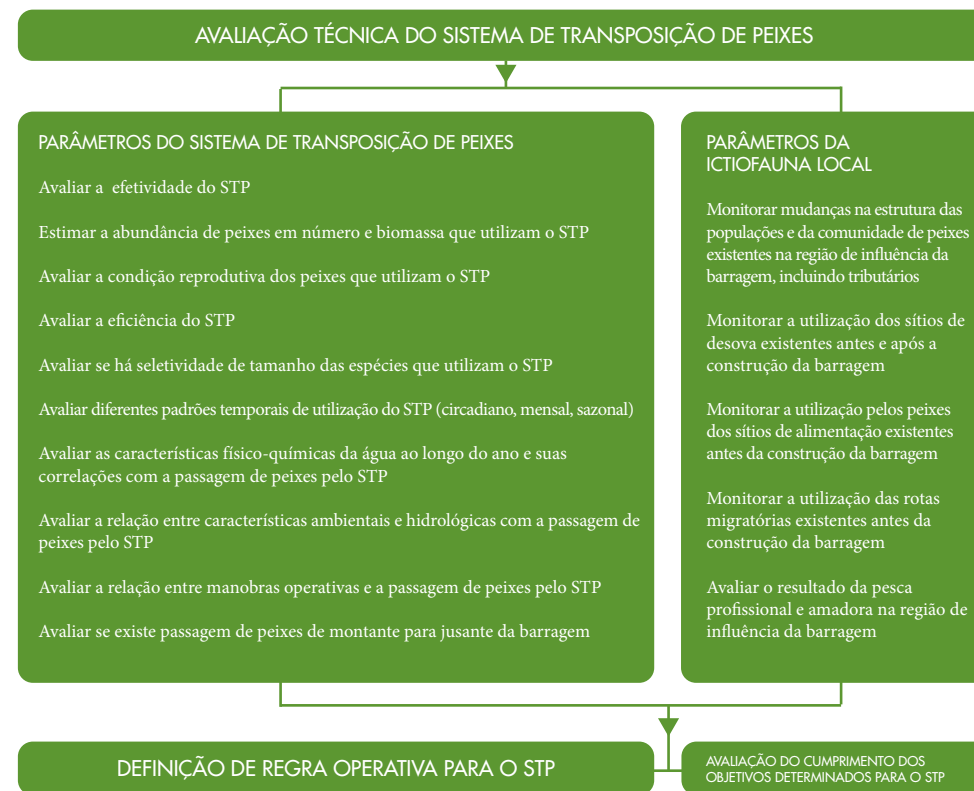 AVALIAÇÃO TÉCNICA DO SISTEMA DE TRANSPOSIÇÃO DE PEIXES
PARÂMETROS DO SISTEMA DE TRANSPOSIÇÃO DE PEIXES
Avaliar a efetividade do STP
Estimar a abundância de peixes em número e biomassa que utilizam o STP
Avaliar a condição reprodutiva dos peixes que utilizam o STP
Avaliar a eficiência do STP
Avaliar se há seletividade de tamanho das espécies que utilizam o STP
Avaliar diferentes padrões temporais de utilização do STP (circadiano, mensal, sazonal)
Avaliar as características físico-químicas da água ao longo do ano e suas
correlações com a passagem de peixes pelo STP
Avaliar a relação entre características ambientais e hidrológicas com a passagem de
peixes pelo STP
Avaliar a relação entre manobras operativas e a passagem de peixes pelo STP
Avaliar se existe passagem de peixes de montante para jusante da barragem
PARÂMETROS DA
ICTIOFAUNA LOCAL
Monitorar mudanças na estrutura das
populações e da comunidade de peixes
existentes na região de influência da
barragem, incluindo tributários
Monitorar a utilização dos sítios de
desova existentes antes e após a
construção da barragem
Monitorar a utilização pelos peixes
dos sítios de alimentação existentes
antes da construção da barragem
Monitorar a utilização das rotas
migratórias existentes antes da
construção da barragem
Avaliar o resultado da pesca
profissional e amadora na região de
influência da barragem
DEFINIÇÃO DE REGRA OPERATIVA PARA O STP
AVALIAÇÃO DO CUMPRIMENTO DOS
OBJETIVOS DETERMINADOS PARA O STP